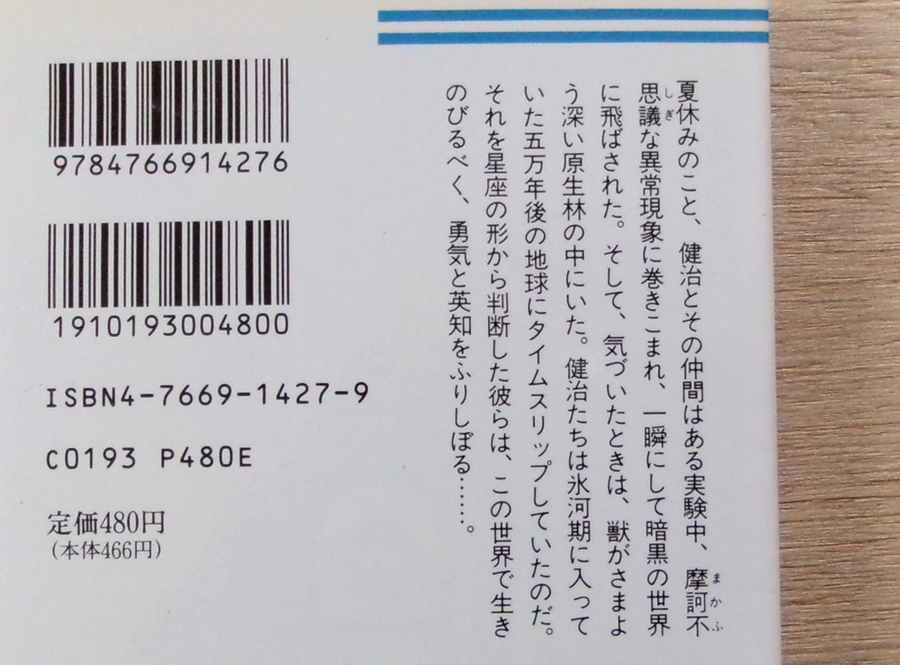 夏休みのこと、健治とその仲間はある実験中、摩訶不
思議な異常現象に巻きこまれ、一瞬にして暗黒の世界
に飛ばされた。そして、気づいたときは、獣がさまよ
う深い原生林の中にいた。健治たちは氷河期に入って
いた五万年後の地球にタイムスリップしていたのだ。
それを星座の形から判断した彼らは、この世界で生き
のびるべく、勇気と英知をふりしぼる……。
まかふ
しぎ
9784766914276
1910193004800
ISBN4-7669-1427-9
C0193 P480E
定価480円
(本体466円)